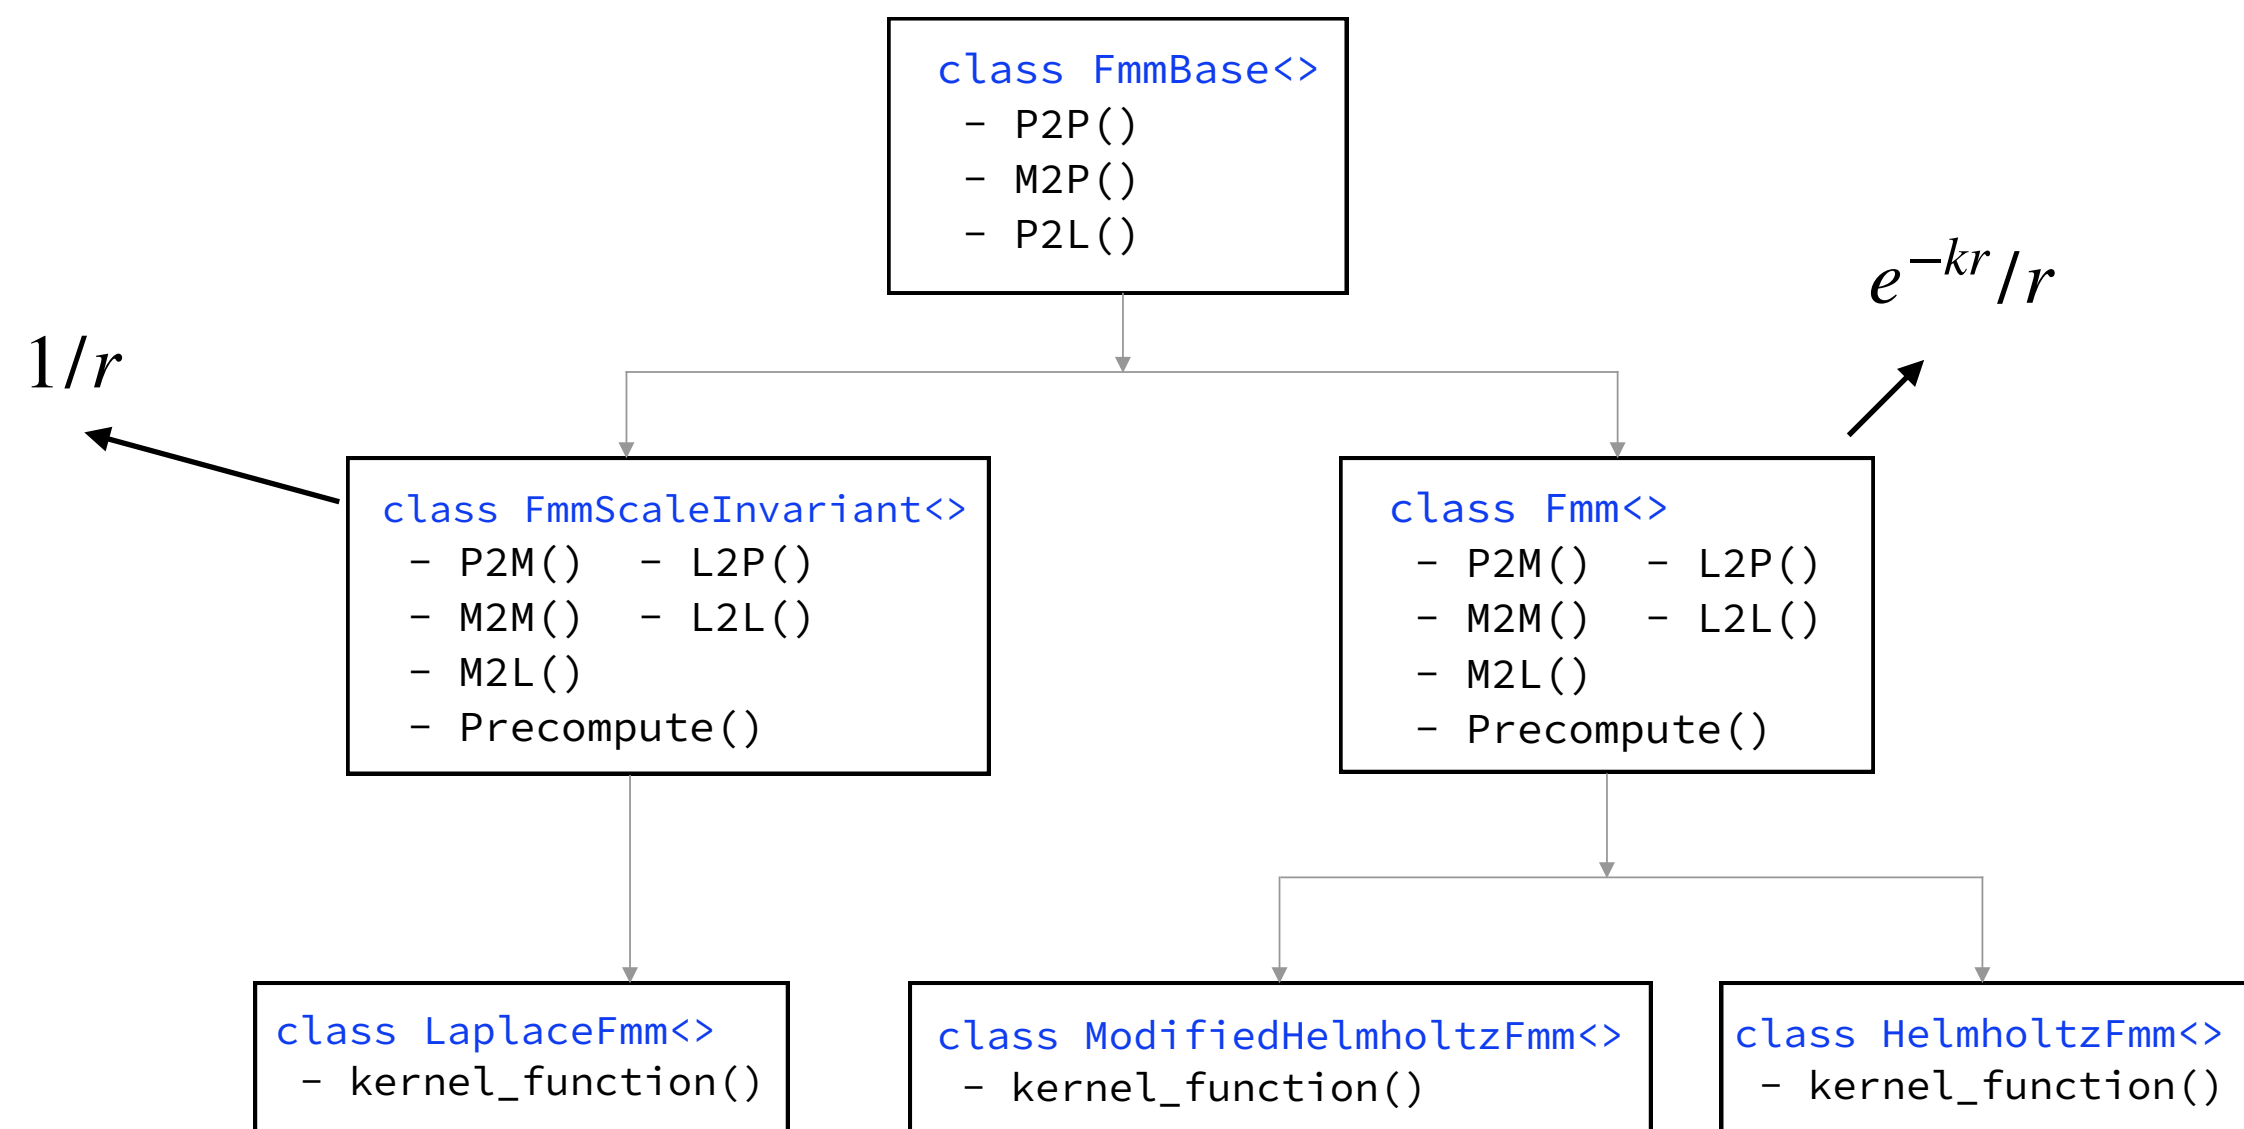 class FmmBase<>
- P2P()
- M2P()
- P2L()
1/r
e^{-kr}/r
class FmmScaleInvariant<>
- P2M() - L2P()
- M2M() - L2L()
- M2L()
- Precompute()
class Fmm<>
- P2M() - L2P()
- M2M() - L2L()
- M2L()
- Precompute()
class LaplaceFmm<>
- kernel_function()
class ModifiedHelmholtzFmm<>
- kernel_function()
class HelmholtzFmm<>
- kernel_function()